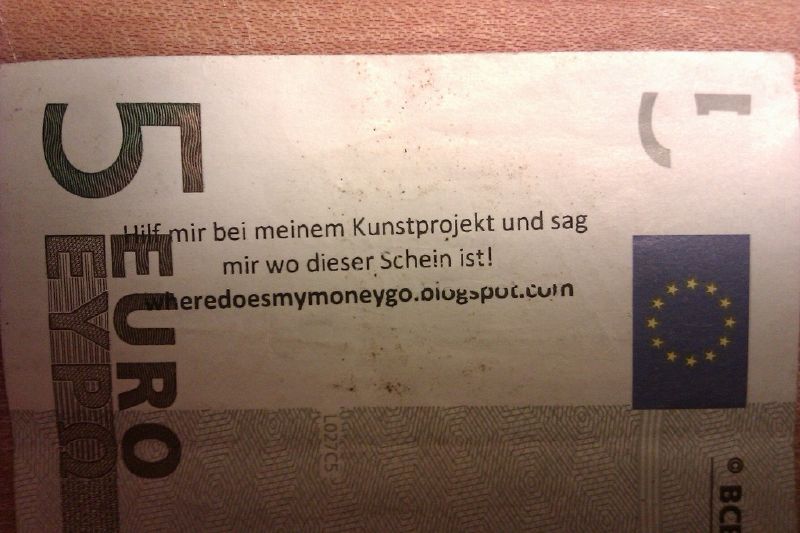 5
EURO
ΕΥΡΩ
Hilf mir bei meinem Kunstprojekt und sag
mir wo dieser Schein ist!
wheredoesmymoneygo.blogspot.com
L027C5
© BCE